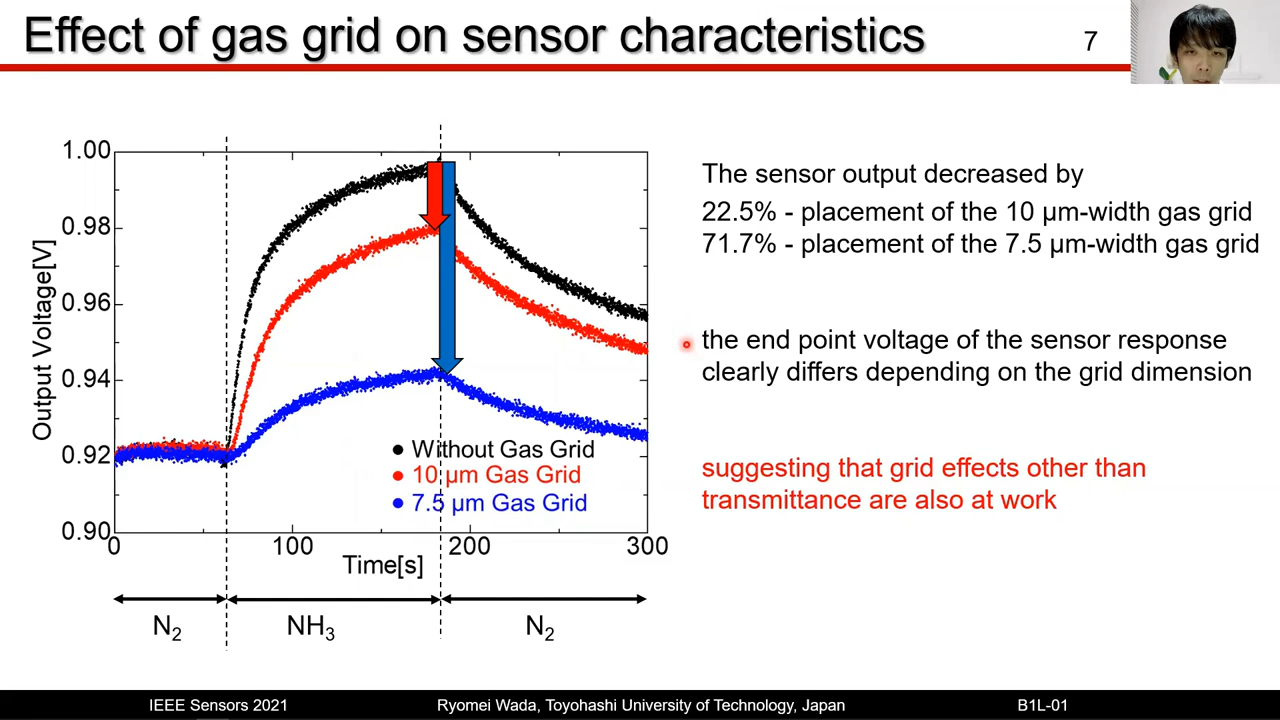 Effect of gas grid on sensor characteristics
7
1.00
0.98
0.96
0.94
0.92
0.90
Output Voltage[V]
0
100
200
300
Time[s]
Without Gas Grid
10 μm Gas Grid
7.5 μm Gas Grid
N₂
NH₃
N₂
The sensor output decreased by
22.5% - placement of the 10 μm-width gas grid
71.7% - placement of the 7.5 μm-width gas grid
the end point voltage of the sensor response
clearly differs depending on the grid dimension
suggesting that grid effects other than
transmittance are also at work
IEEE Sensors 2021
Ryomei Wada, Toyohashi University of Technology, Japan
B1L-01